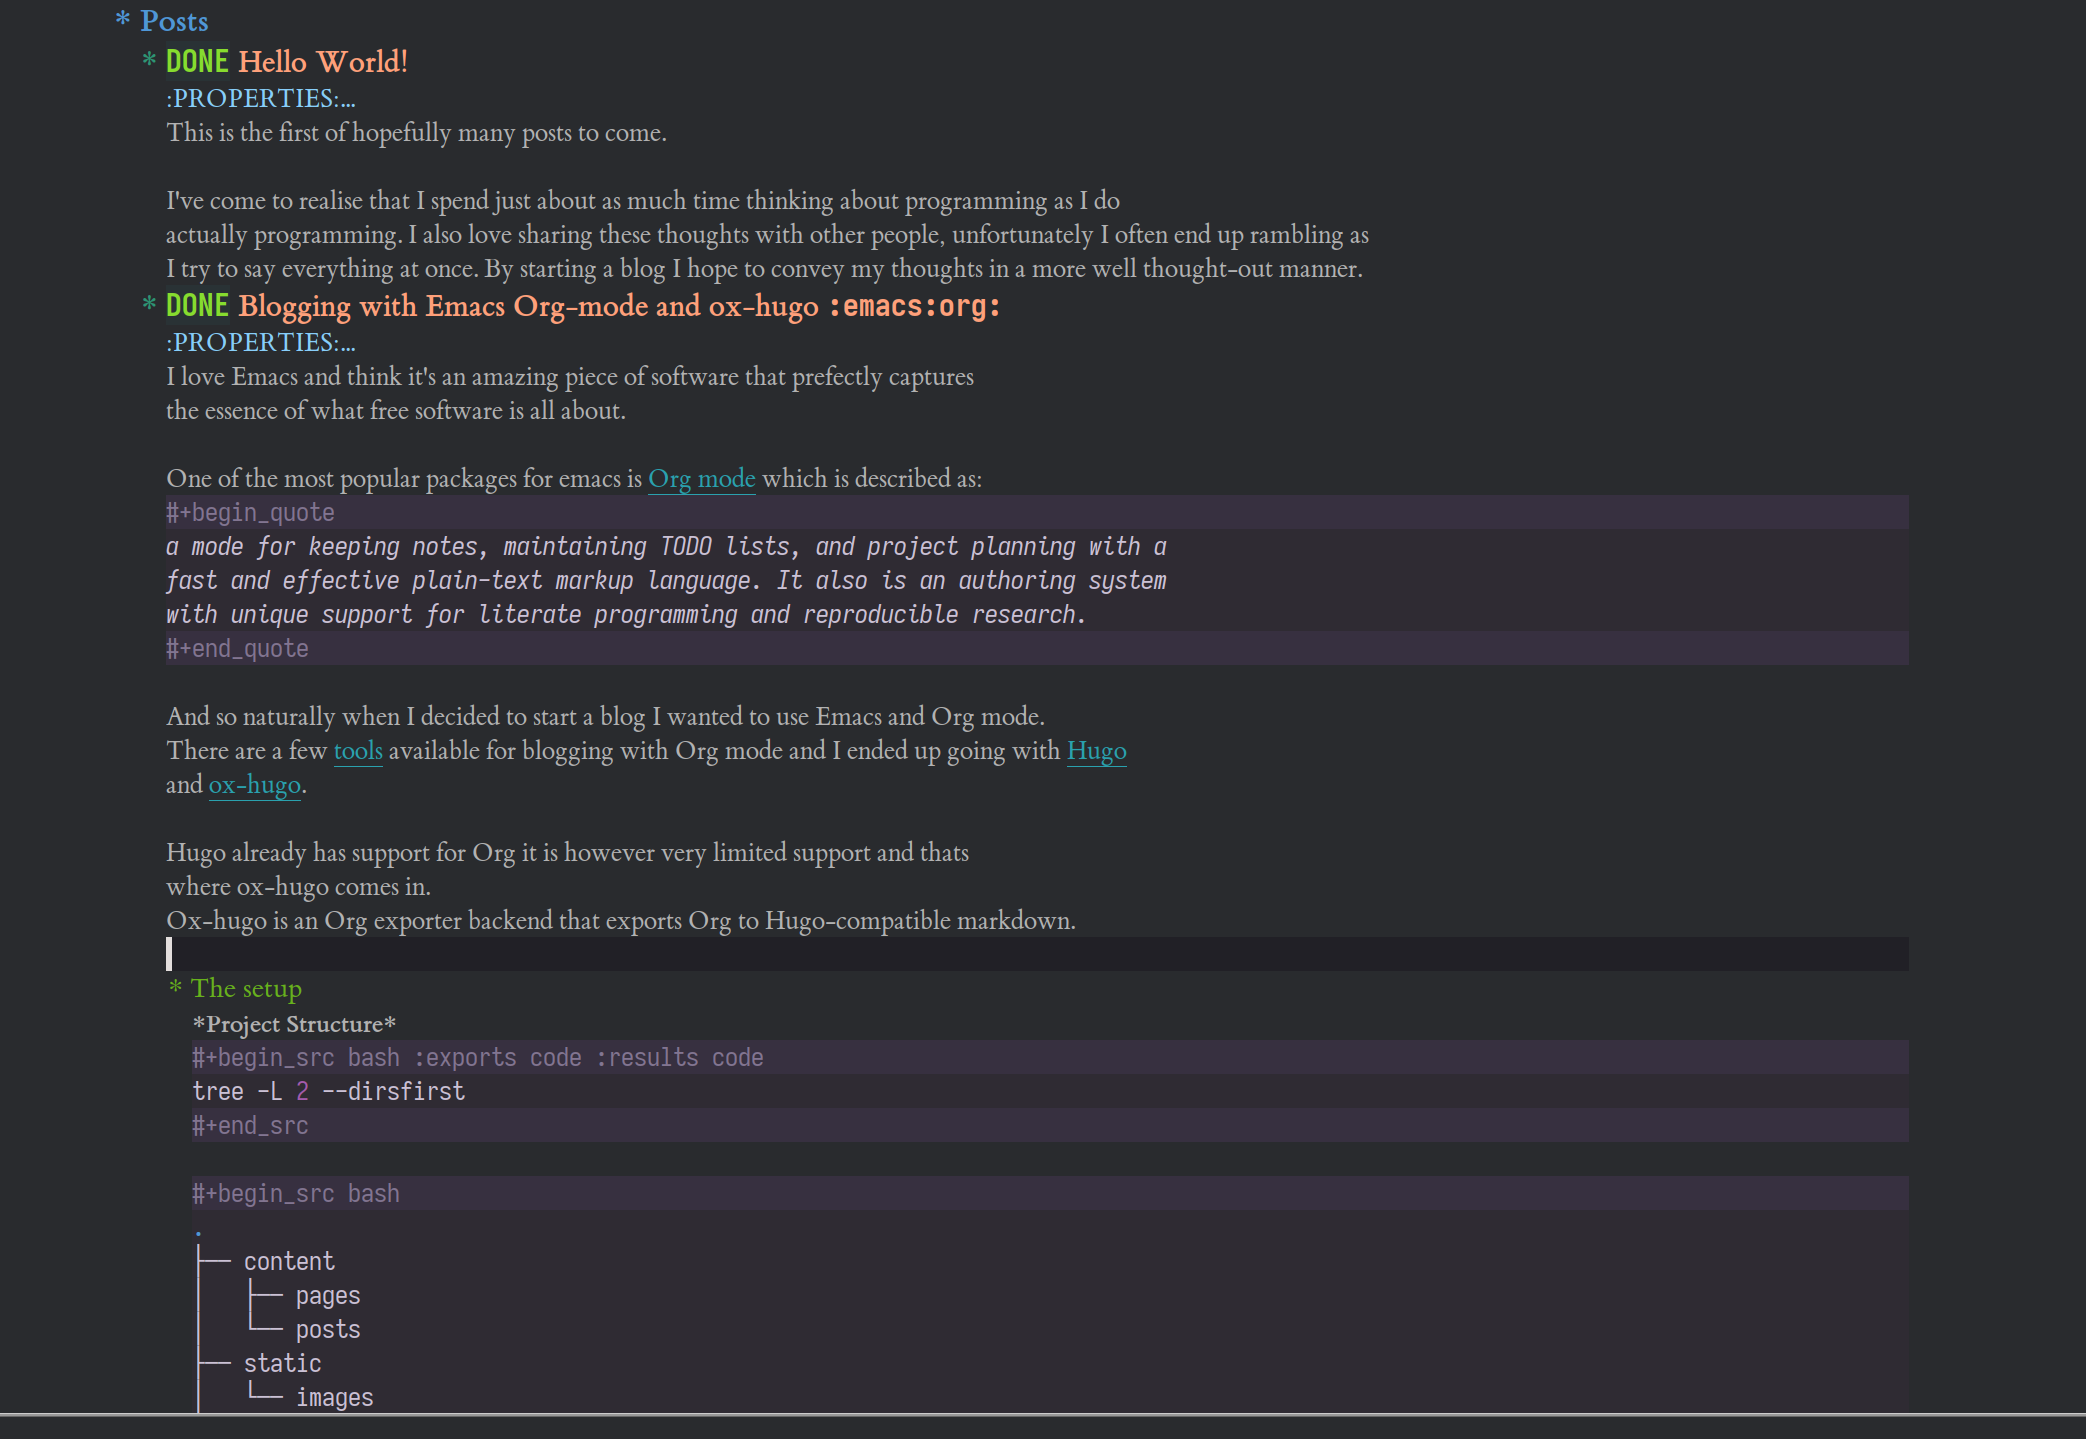 * Posts
* DONE Hello World!
:PROPERTIES:...
This is the first of hopefully many posts to come.
I've come to realise that I spend just about as much time thinking about programming as I do
actually programming. I also love sharing these thoughts with other people, unfortunately I often end up rambling as
I try to say everything at once. By starting a blog I hope to convey my thoughts in a more well thought-out manner.
* DONE Blogging with Emacs Org-mode and ox-hugo :emacs:org:
:PROPERTIES:...
I love Emacs and think it's an amazing piece of software that prefectly captures
the essence of what free software is all about.
One of the most popular packages for emacs is Org mode which is described as:
#+begin_quote
a mode for keeping notes, maintaining TODO lists, and project planning with a
fast and effective plain-text markup language. It also is an authoring system
with unique support for literate programming and reproducible research.
#+end_quote
And so naturally when I decided to start a blog I wanted to use Emacs and Org mode.
There are a few tools available for blogging with Org mode and I ended up going with Hugo
and ox-hugo.
Hugo already has support for Org it is however very limited support and thats
where ox-hugo comes in.
Ox-hugo is an Org exporter backend that exports Org to Hugo-compatible markdown.
* The setup
*Project Structure*
#+begin_src bash :exports code :results code
tree -L 2 --dirsfirst
#+end_src
#+begin_src bash
.
├── content
│   ├── pages
│   └── posts
├── static
│   └── images